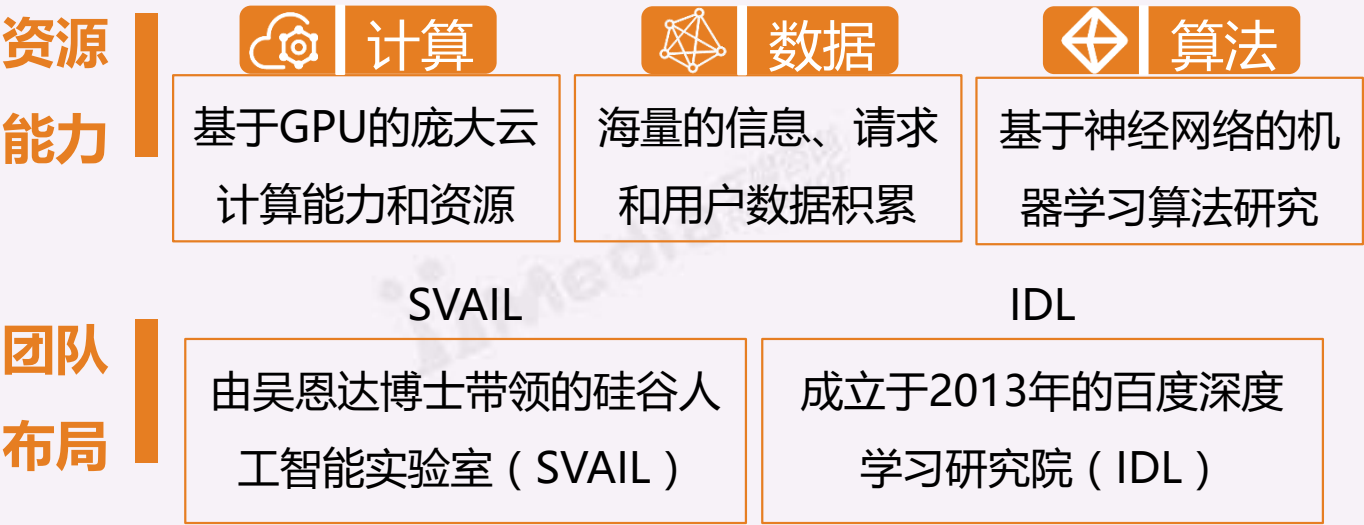 资源
能力
计算
数据
算法
基于GPU的庞大云
计算能力和资源
海量的信息、请求
和用户数据积累
基于神经网络的机
器学习算法研究
团队
布局
SVAIL
IDL
由吴恩达博士带领的硅谷人
工智能实验室（SVAIL）
成立于2013年的百度深度
学习研究院（IDL）
iiMedia